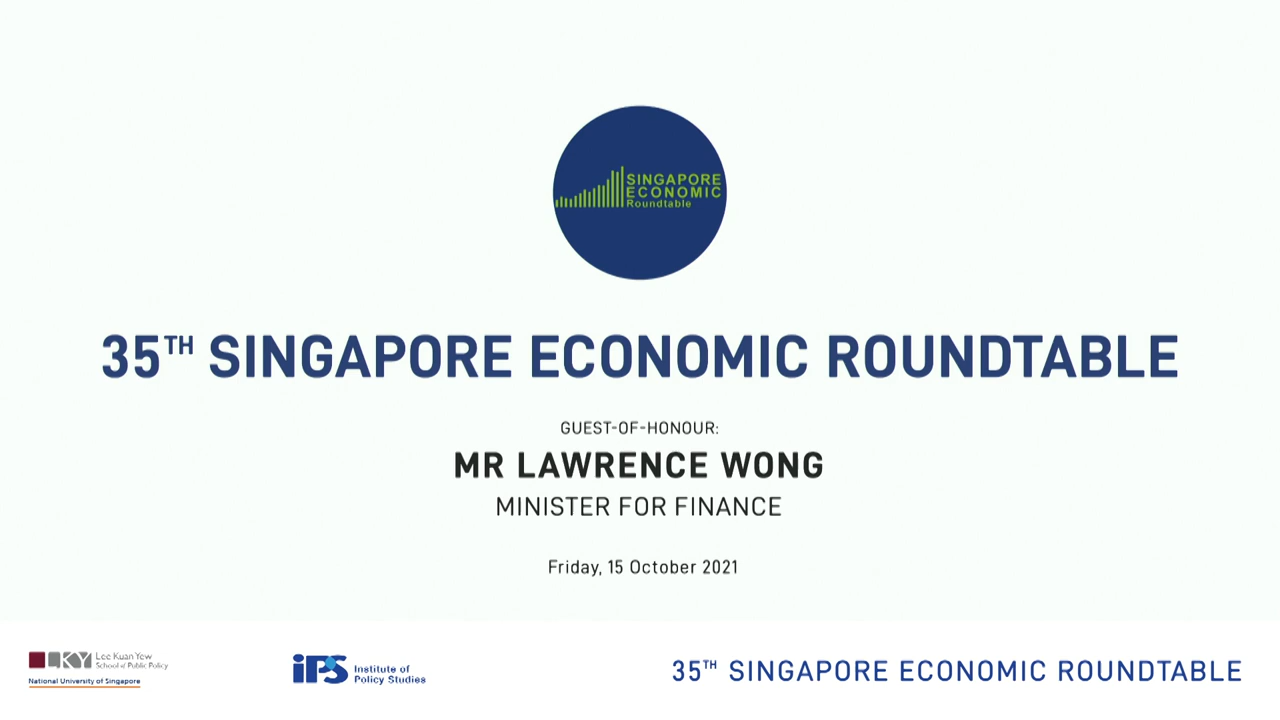 SINGAPORE
ECONOMIC
Roundtable
35TH SINGAPORE ECONOMIC ROUNDTABLE
GUEST-OF-HONOUR:
MR LAWRENCE WONG
MINISTER FOR FINANCE
Friday, 15 October 2021
LKY Lee Kuan Yew
School of Public Policy
National University of Singapore
iPS Institute of
Policy Studies
35TH SINGAPORE ECONOMIC ROUNDTABLE